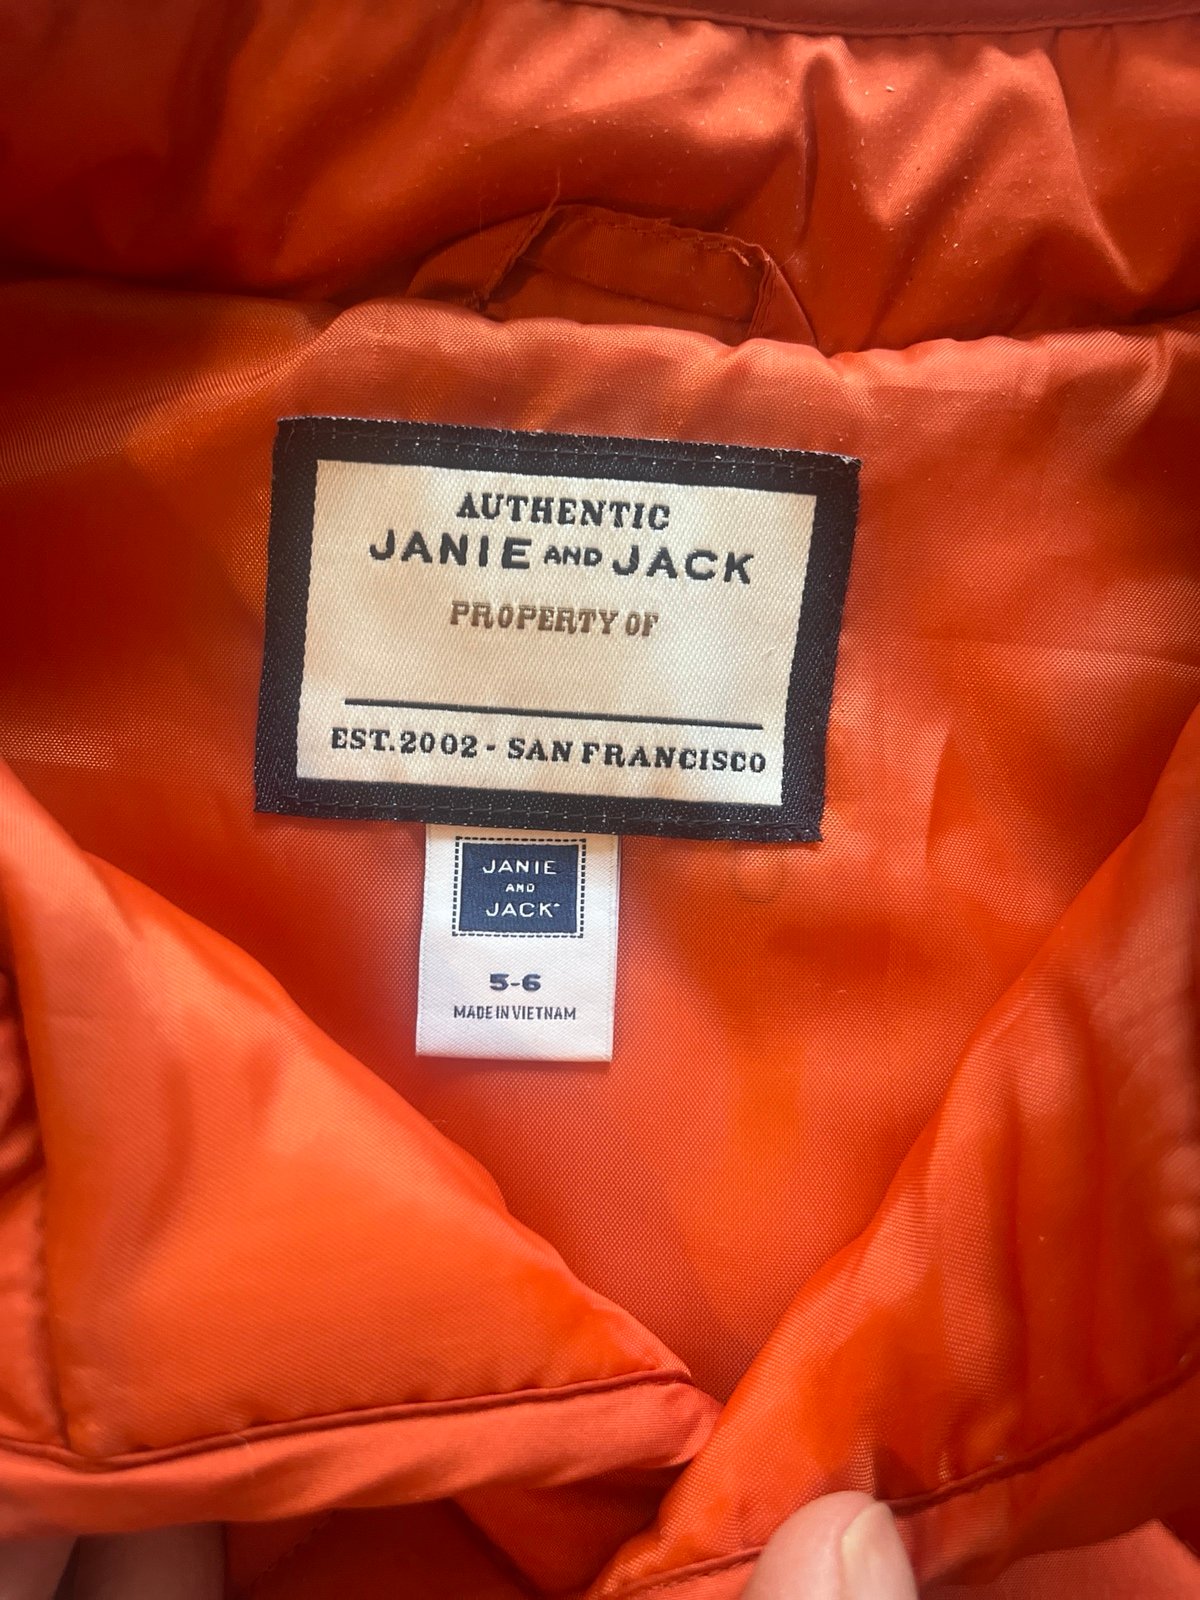 AUTHENTIC
JANIE AND JACK
PROPERTY OF
EST. 2002 - SAN FRANCISCO
JANIE
AND
JACK
5-6
MADE IN VIETNAM